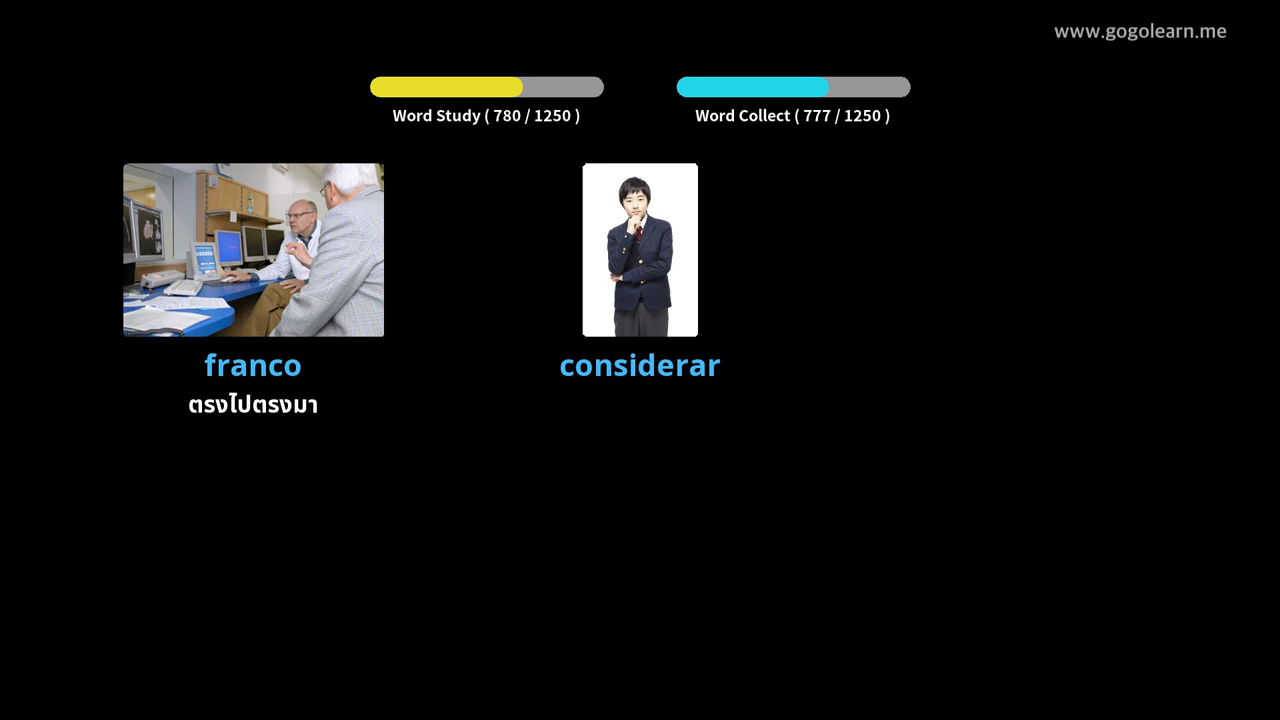 www.gogolearn.me
Word Study ( 780 / 1250 )
Word Collect ( 777 / 1250 )
franco
considerar
ตรงไปตรงมา